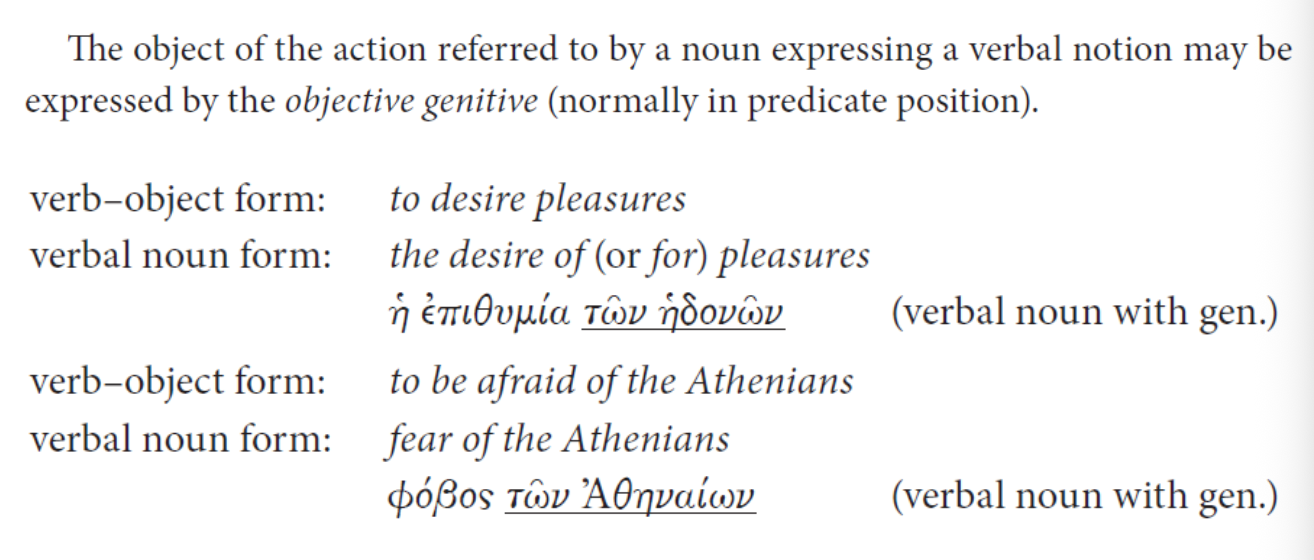 The object of the action referred to by a noun expressing a verbal notion may be
expressed by the objective genitive (normally in predicate position).
verb–object form: to desire pleasures
verbal noun form: the desire of (or for) pleasures
ἡ ἐπιθυμία τῶν ἡδονῶν (verbal noun with gen.)
verb–object form: to be afraid of the Athenians
verbal noun form: fear of the Athenians
φόβος τῶν Ἀθηναίων (verbal noun with gen.)